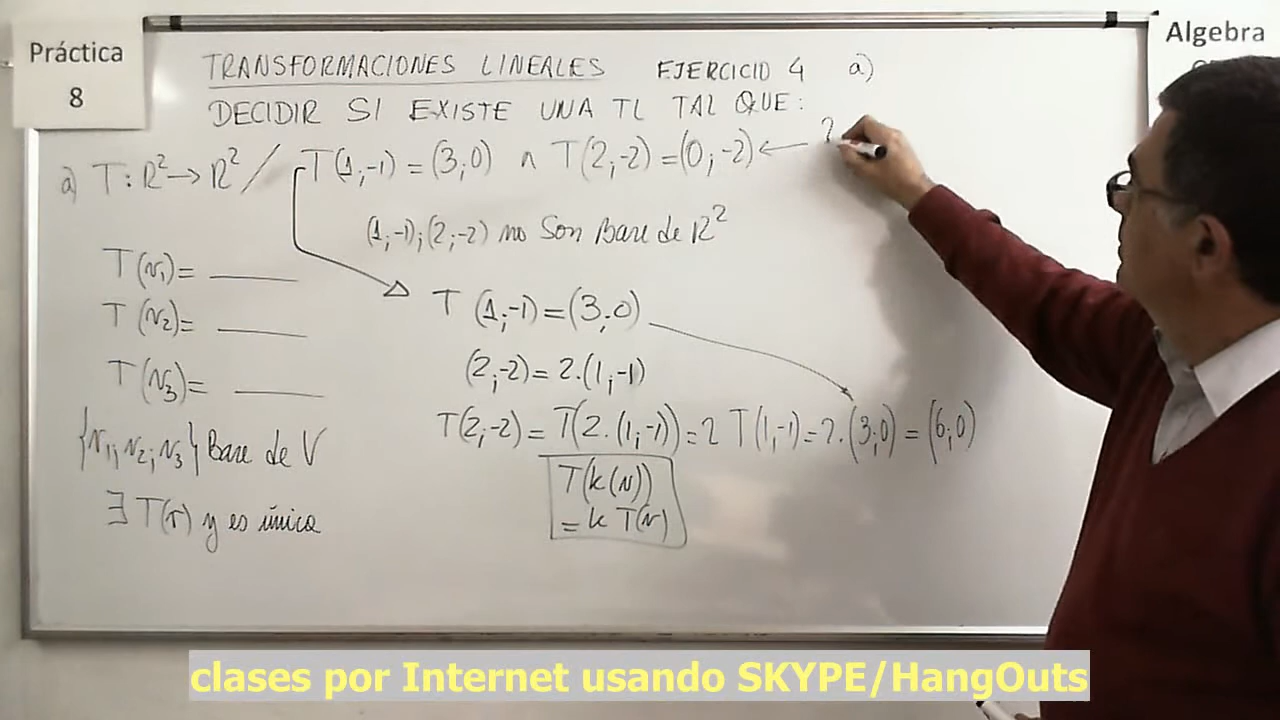 Práctica
8
Algebra
TRANSFORMACIONES LINEALES EJERCICIO 4 a)
DECIDIR SI EXISTE UNA TL TAL QUE:
a) T: R² → R² / T(1,-1) = (3,0) ∧ T(2,-2) = (0,-2) ← ?
(1,-1);(2,-2) no son Base de R²
T(v₁)= ____
T(v₂)= ____
T(v₃)= ____
{v₁,v₂,v₃} Base de V
∃ T(v) y es única
T(1,-1)=(3,0)
(2,-2)=2.(1,-1)
T(2,-2)= T(2.(1,-1))=2 T(1,-1)=2.(3,0)=(6,0)
T(k(v))
= k T(v)
clases por Internet usando SKYPE/HangOuts